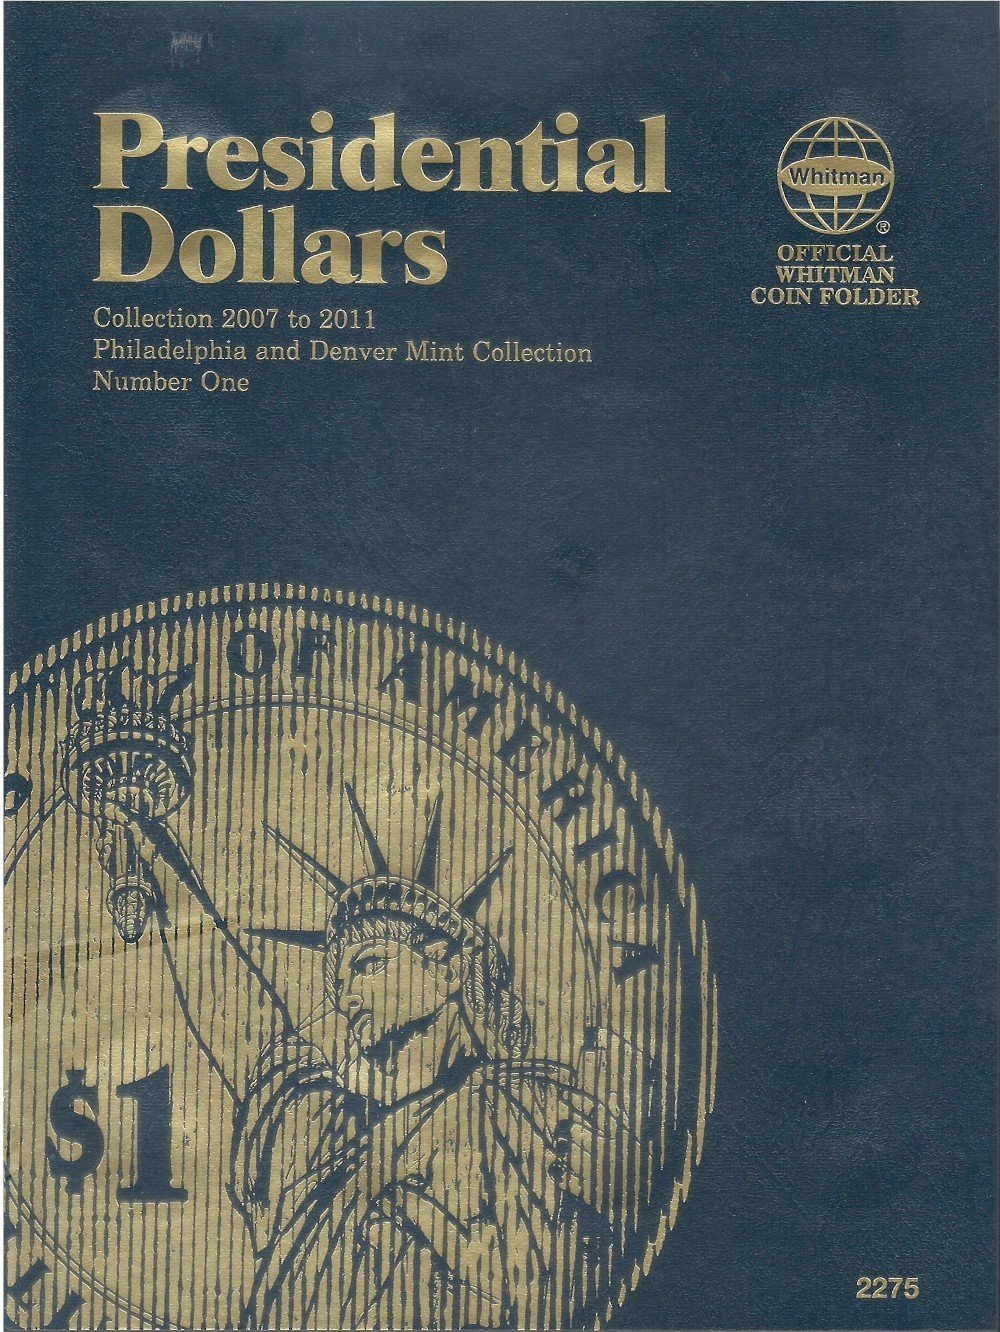 Presidential
Dollars
Collection 2007 to 2011
Philadelphia and Denver Mint Collection
Number One
Whitman
®
OFFICIAL
WHITMAN
COIN FOLDER
OF AMERICA
$1
2275